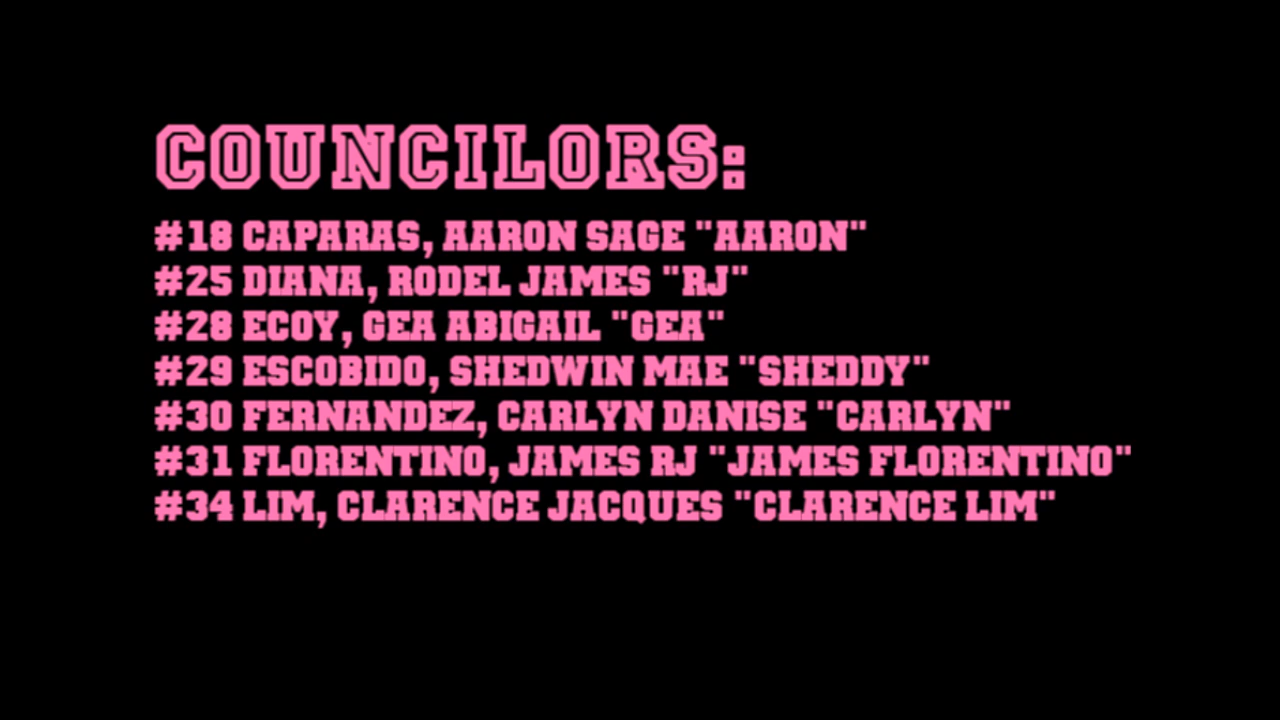 COUNCILORS:
#18 CAPARAS, AARON SAGE "AARON"
#25 DIANA, RODEL JAMES "RJ"
#28 ECOY, GEA ABIGAIL "GEA"
#29 ESCOBIDO, SHEDWIN MAE "SHEDDY"
#30 FERNANDEZ, CARLYN DANISE "CARLYN"
#31 FLORENTINO, JAMES RJ "JAMES FLORENTINO"
#34 LIM, CLARENCE JACQUES "CLARENCE LIM"